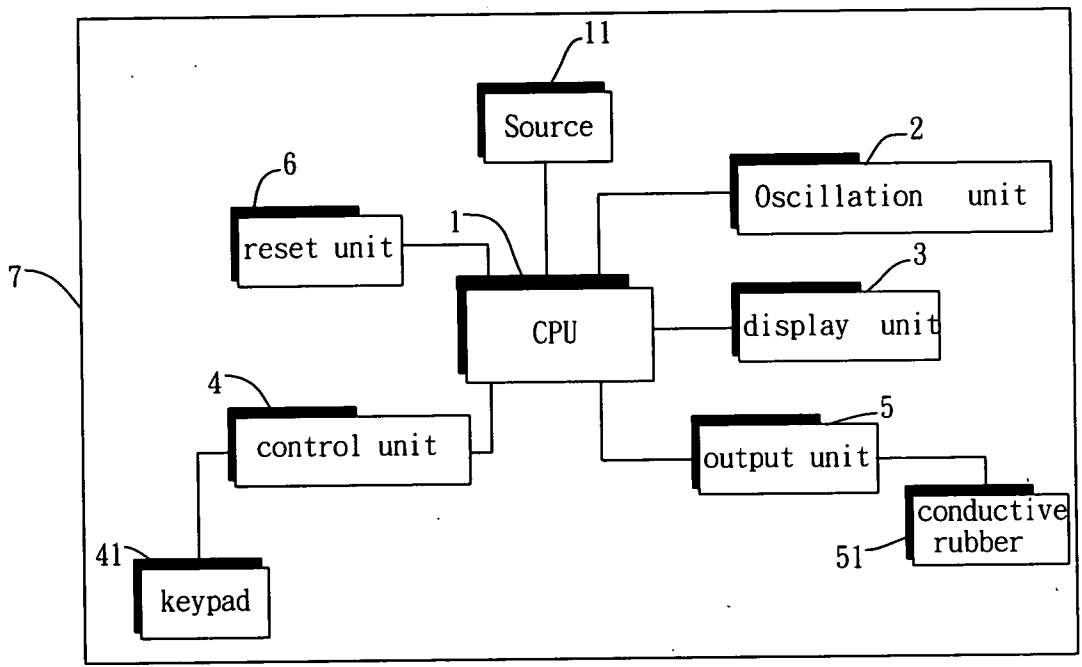 11
Source
2
Oscillation unit
6
reset unit
1
CPU
7
3
display unit
4
control unit
5
output unit
41
keypad
51
conductive
rubber